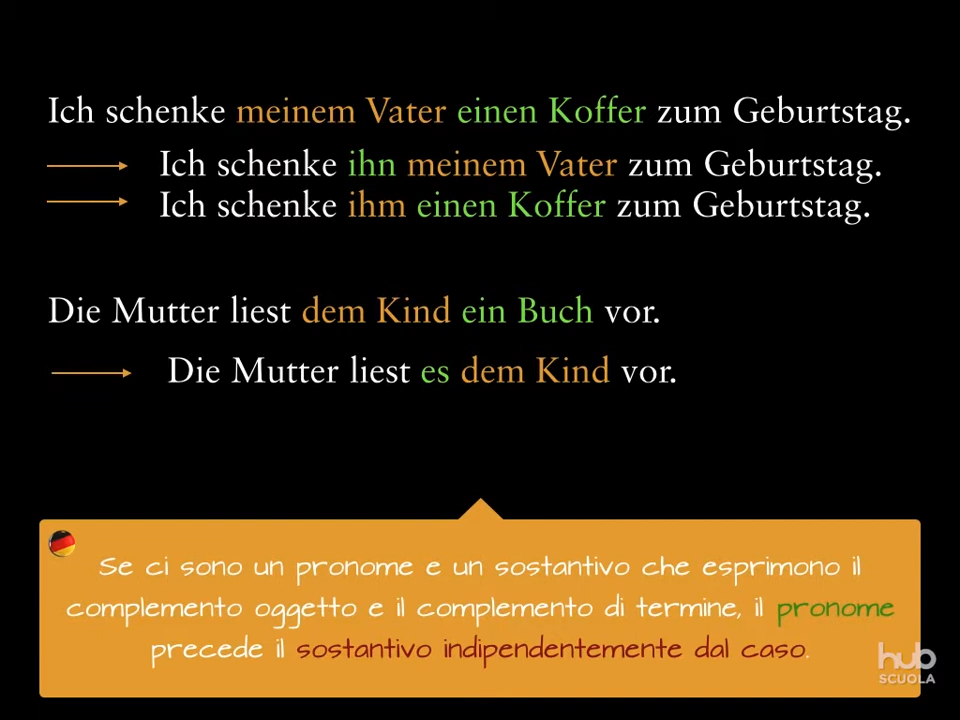 Ich schenke meinem Vater einen Koffer zum Geburtstag.
Ich schenke ihn meinem Vater zum Geburtstag.
Ich schenke ihm einen Koffer zum Geburtstag.
Die Mutter liest dem Kind ein Buch vor.
Die Mutter liest es dem Kind vor.
Se ci sono un pronome e un sostantivo che esprimono il
complemento oggetto e il complemento di termine, il pronome
precede il sostantivo indipendentemente dal caso.
hub
SCUOLA